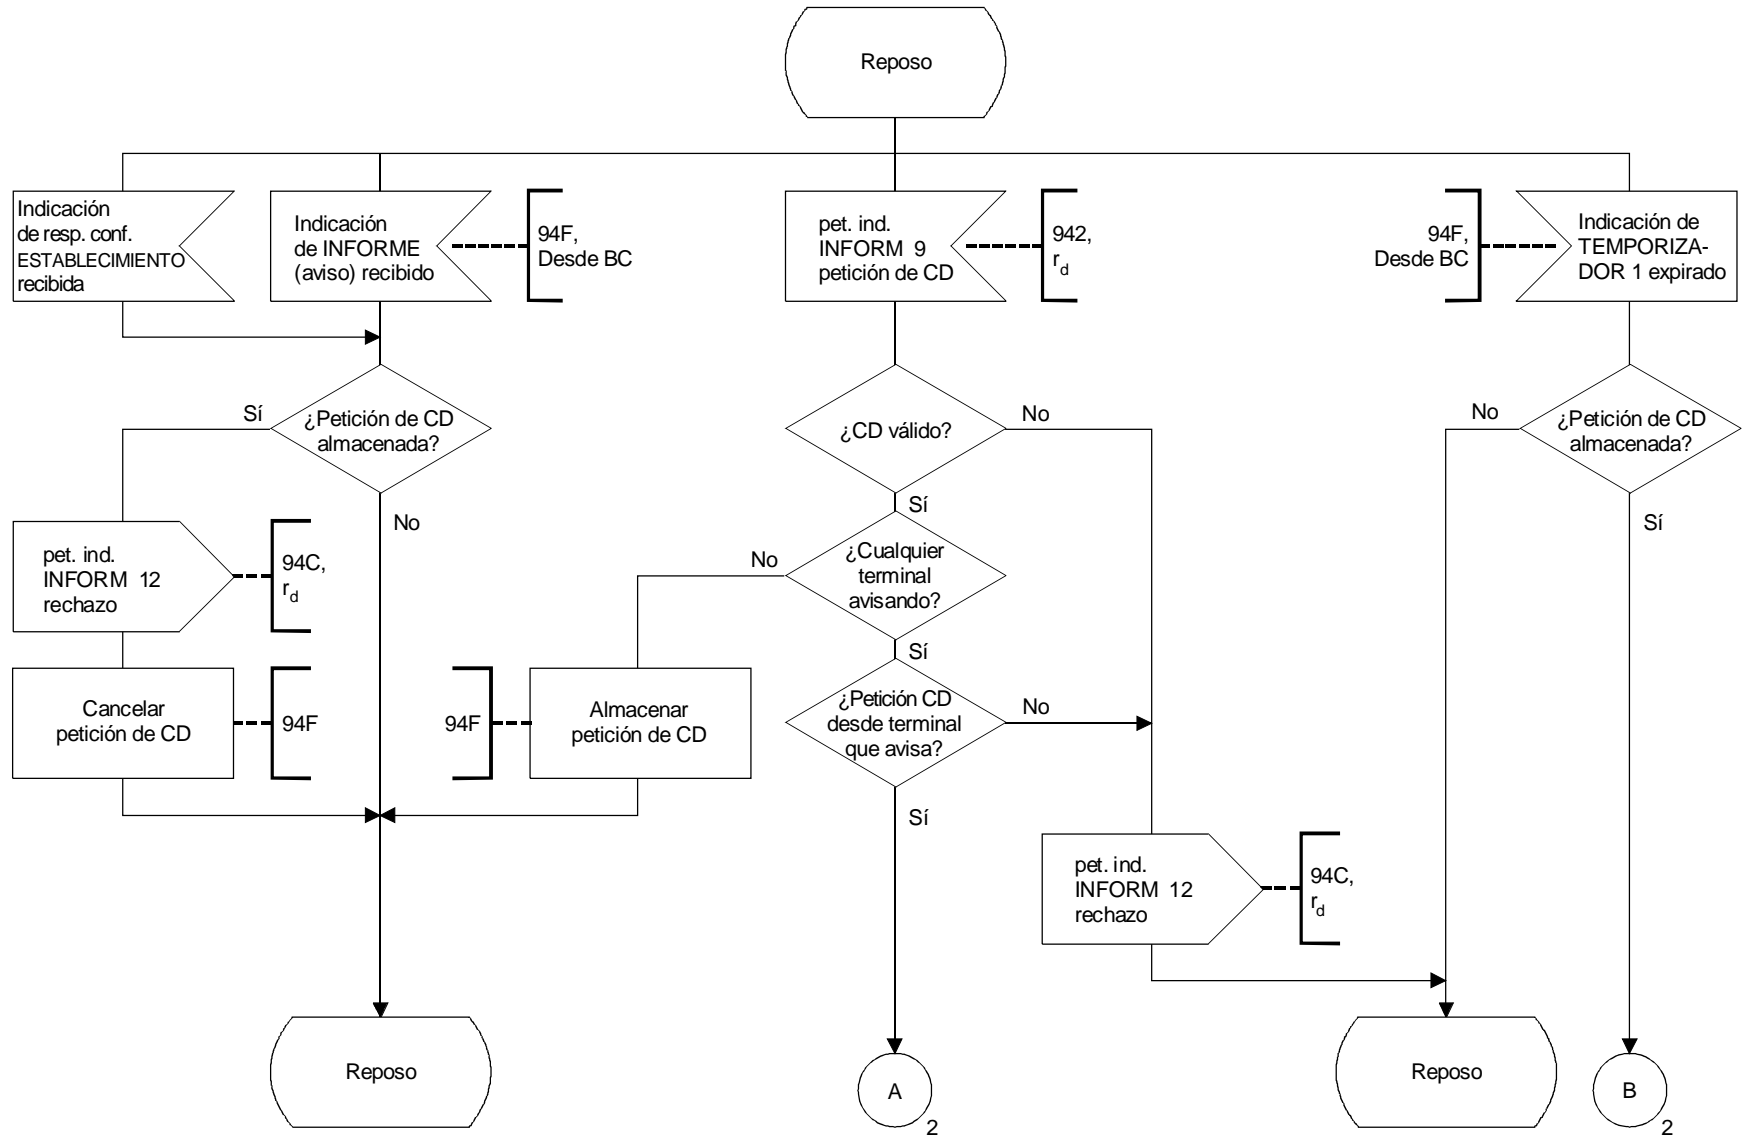 Reposo
Indicación
de resp. conf.
ESTABLECIMIENTO
recibida
Indicación
de INFORME
(aviso) recibido
94F,
Desde BC
pet. ind.
INFORM 9
petición de CD
942,
rd
94F,
Desde BC
Indicación de
TEMPORIZA-
DOR 1 expirado
Sí
¿Petición de CD
almacenada?
No
¿CD válido?
No
Sí
No
¿Petición de CD
almacenada?
Sí
pet. ind.
INFORM 12
rechazo
94C,
rd
No
¿Cualquier
terminal
avisando?
Sí
Cancelar
petición de CD
94F
94F
Almacenar
petición de CD
¿Petición CD
desde terminal
que avisa?
No
Sí
pet. ind.
INFORM 12
rechazo
94C,
rd
Reposo
A
2
Reposo
B
2